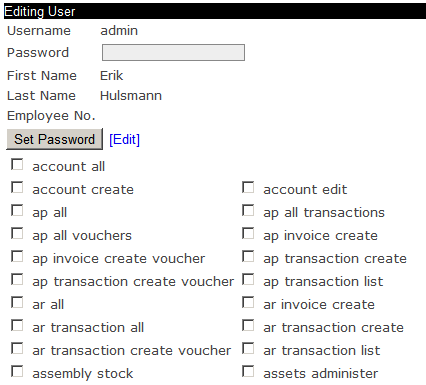 Editing User
Username admin
Password
First Name Erik
Last Name Hulsmann
Employee No.
Set Password [Edit]
account all
account create account edit
ap all ap all transactions
ap all vouchers ap invoice create
ap invoice create voucher ap transaction create
ap transaction create voucher ap transaction list
ar all ar invoice create
ar transaction all ar transaction create
ar transaction create voucher ar transaction list
assembly stock assets administer